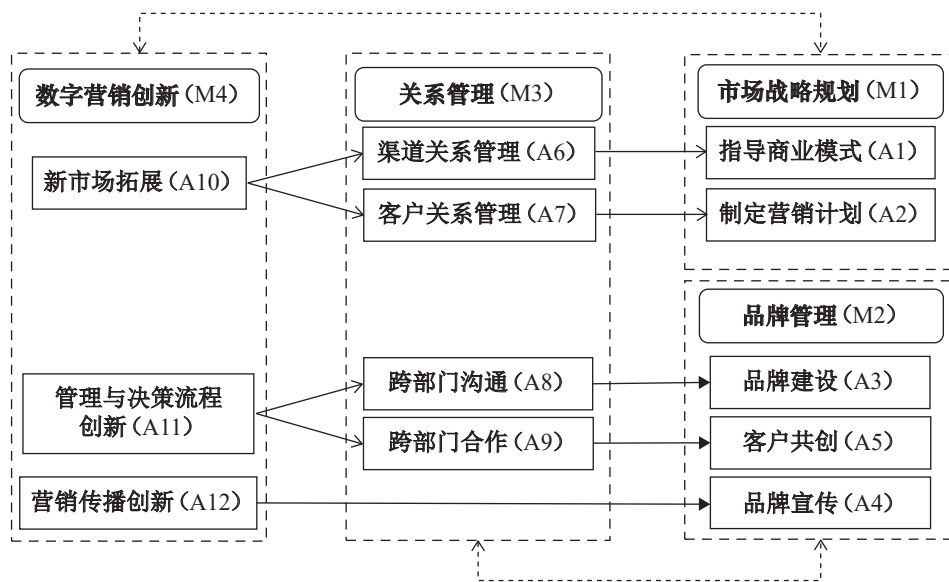 数字营销创新(M4)
新市场拓展(A10)
管理与决策流程
创新(A11)
营销传播创新(A12)
关系管理(M3)
渠道关系管理(A6)
客户关系管理(A7)
跨部门沟通(A8)
跨部门合作(A9)
市场战略规划(M1)
指导商业模式(A1)
制定营销计划(A2)
品牌管理(M2)
品牌建设(A3)
客户共创(A5)
品牌宣传(A4)